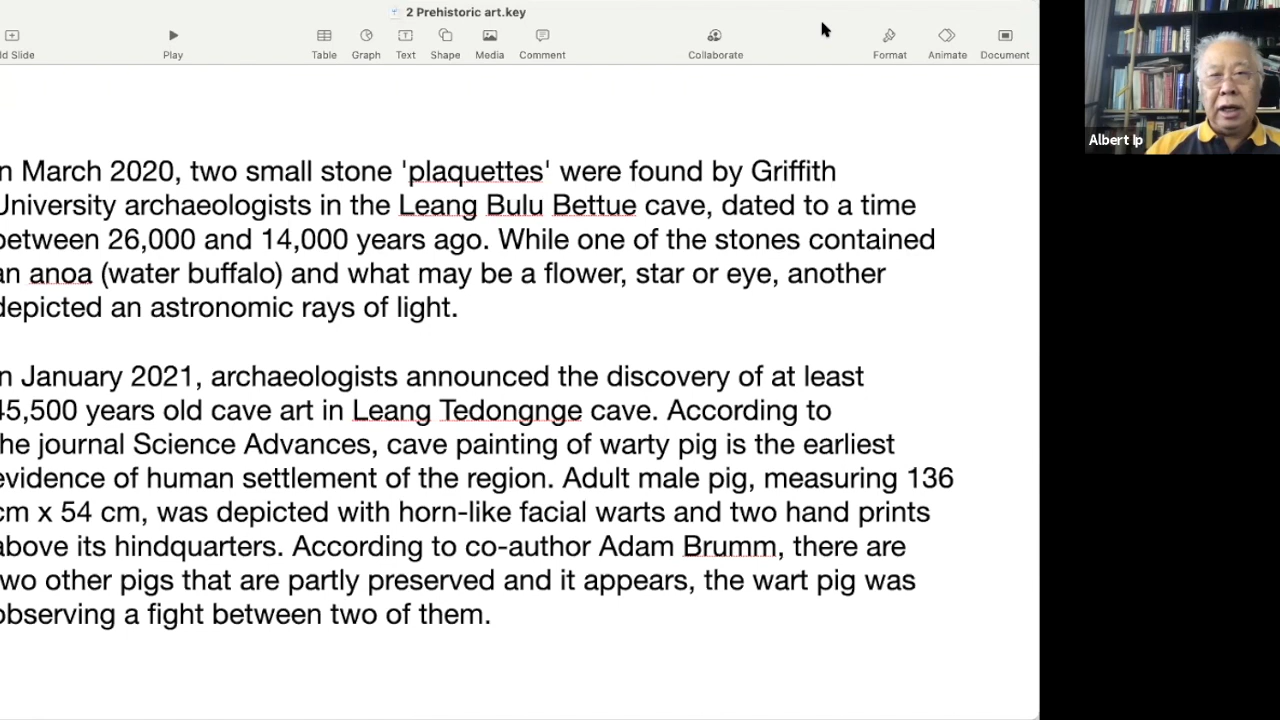 2 Prehistoric art.key
d Slide
Play
Table
Graph
Text
Shape
Media
Comment
Collaborate
Format
Animate
Document
Albert Ip
n March 2020, two small stone 'plaquettes' were found by Griffith
University archaeologists in the Leang Bulu Bettue cave, dated to a time
between 26,000 and 14,000 years ago. While one of the stones contained
an anoa (water buffalo) and what may be a flower, star or eye, another
depicted an astronomic rays of light.
n January 2021, archaeologists announced the discovery of at least
45,500 years old cave art in Leang Tedongnge cave. According to
the journal Science Advances, cave painting of warty pig is the earliest
evidence of human settlement of the region. Adult male pig, measuring 136
cm x 54 cm, was depicted with horn-like facial warts and two hand prints
above its hindquarters. According to co-author Adam Brumm, there are
two other pigs that are partly preserved and it appears, the wart pig was
observing a fight between two of them.